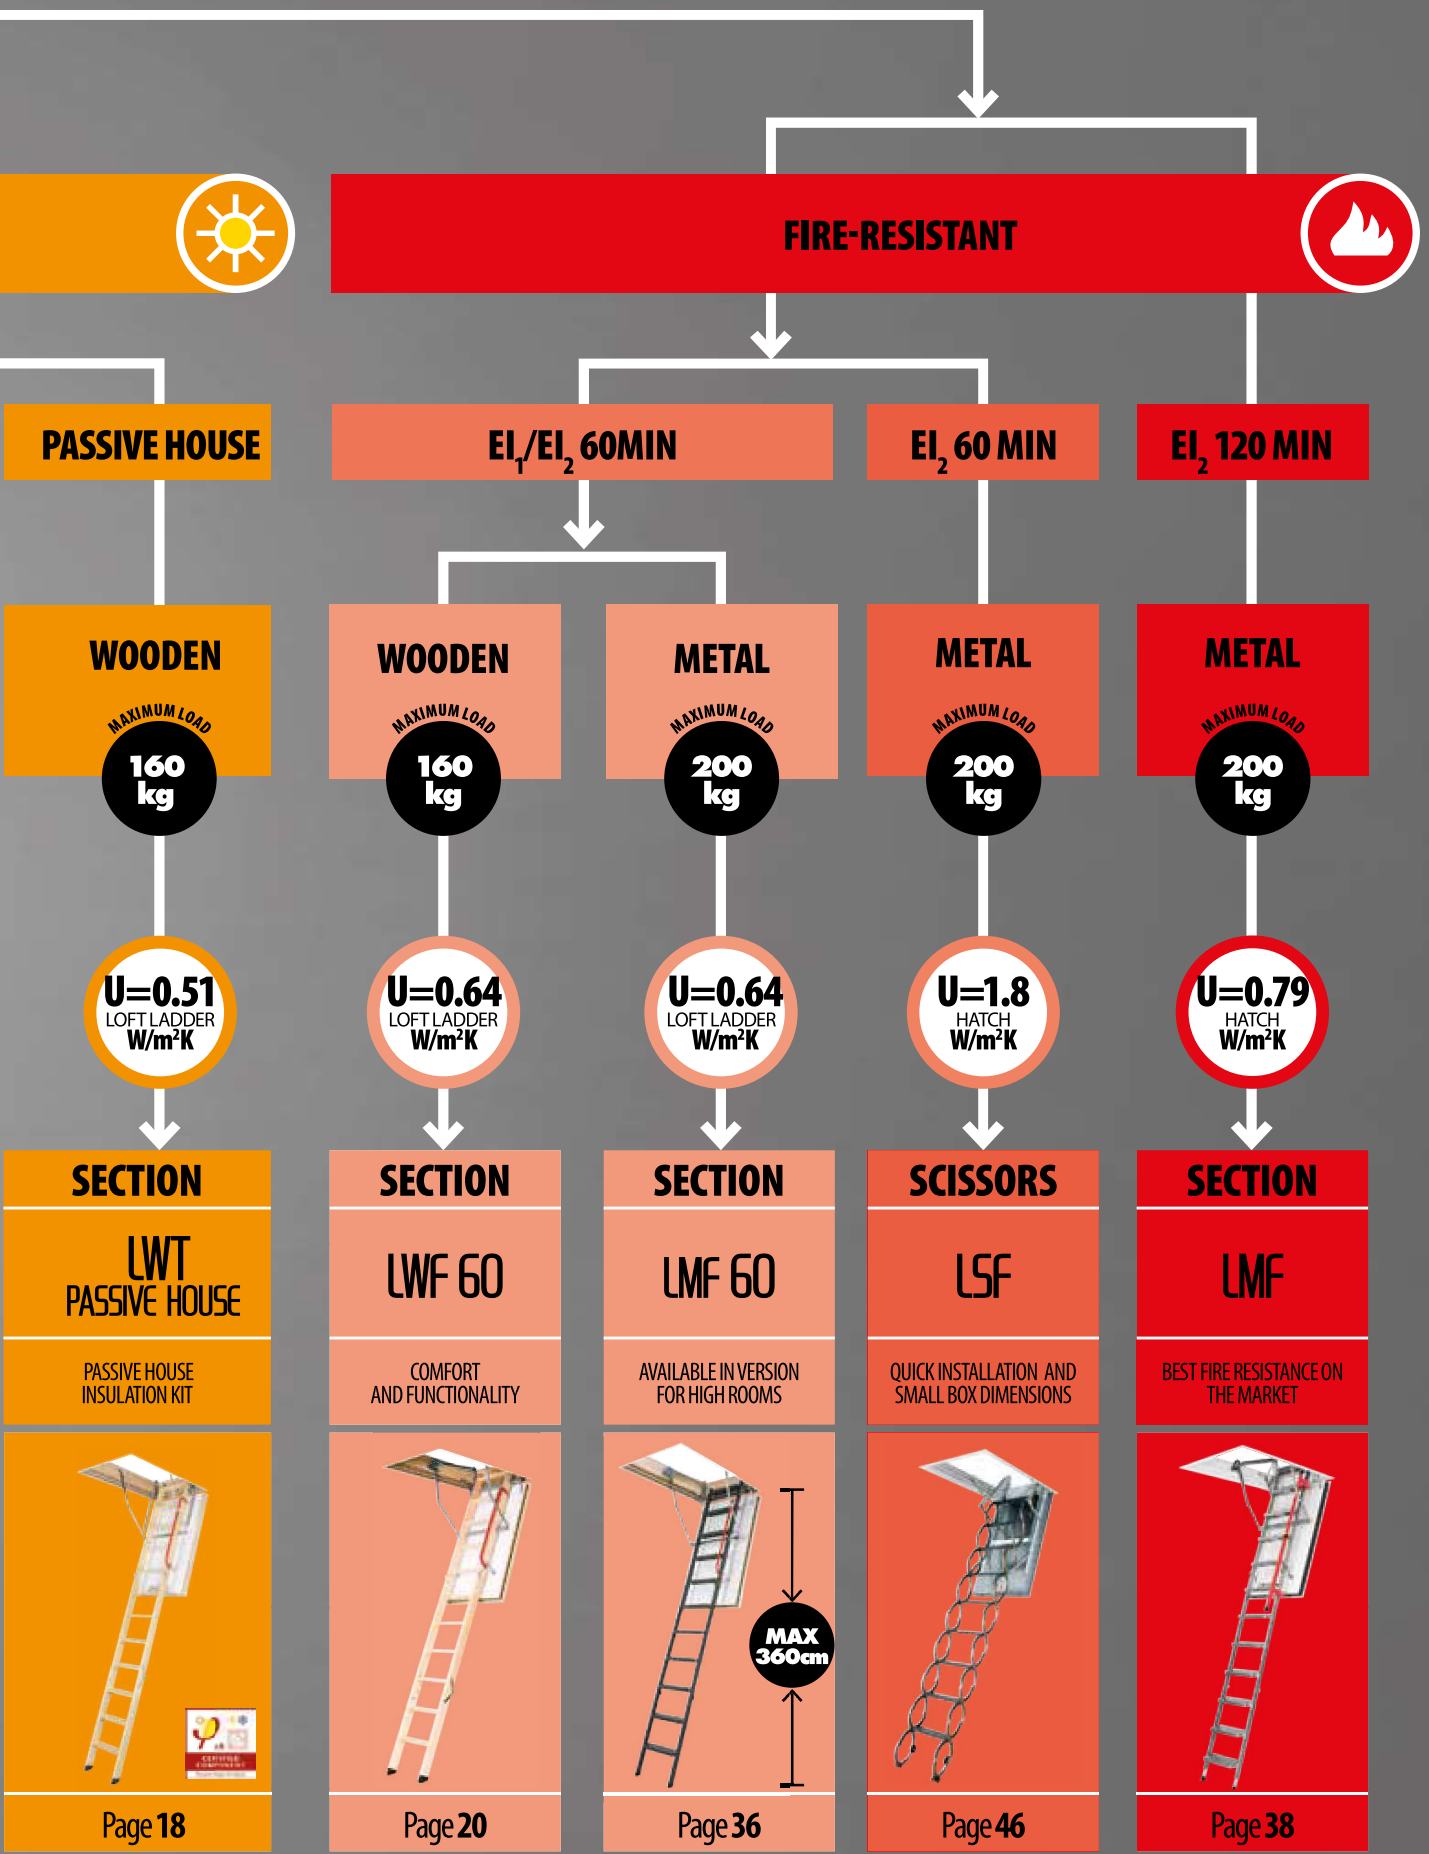 FIRE-RESISTANT
PASSIVE HOUSE
EI₁/EI₂ 60MIN
EI₂ 60 MIN
EI₂ 120 MIN
WOODEN
MAXIMUM LOAD
160
kg
WOODEN
MAXIMUM LOAD
160
kg
METAL
MAXIMUM LOAD
200
kg
METAL
MAXIMUM LOAD
200
kg
METAL
MAXIMUM LOAD
200
kg
U=0.51
LOFT LADDER
W/m²K
U=0.64
LOFT LADDER
W/m²K
U=0.64
LOFT LADDER
W/m²K
U=1.8
HATCH
W/m²K
U=0.79
HATCH
W/m²K
SECTION
LWT
PASSIVE HOUSE
PASSIVE HOUSE
INSULATION KIT
SECTION
LWF 60
COMFORT
AND FUNCTIONALITY
SECTION
LMF 60
AVAILABLE IN VERSION
FOR HIGH ROOMS
SCISSORS
LSF
QUICK INSTALLATION AND
SMALL BOX DIMENSIONS
SECTION
LMF
BEST FIRE RESISTANCE ON
THE MARKET
MAX
360cm
CERTIFIED
COMPONENT
Page 18
Page 20
Page 36
Page 46
Page 38